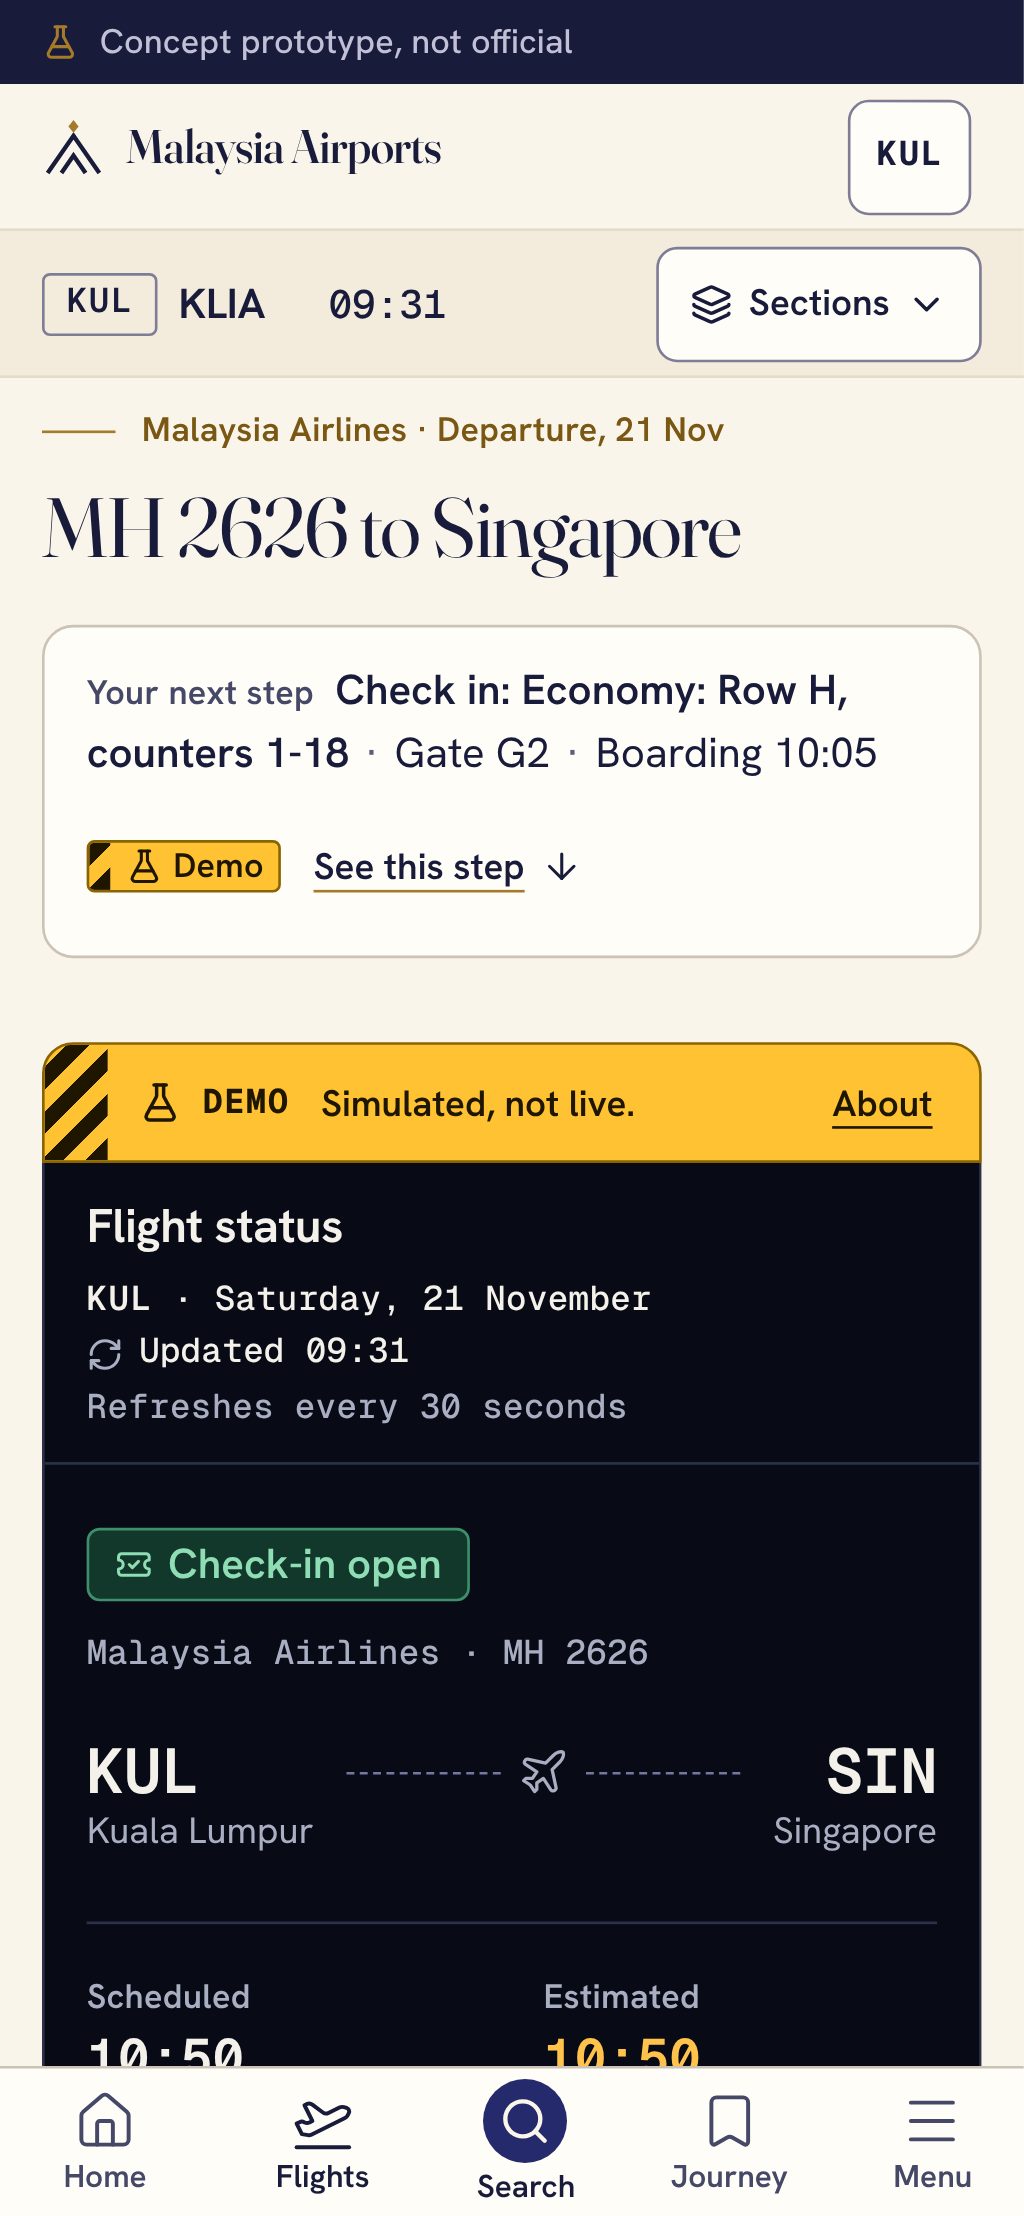 Concept prototype, not official
Malaysia Airports
KUL
KUL KLIA 09:31
Sections
Malaysia Airlines · Departure, 21 Nov
MH 2626 to Singapore
Your next step Check in: Economy: Row H,
counters 1-18 · Gate G2 · Boarding 10:05
Demo See this step
DEMO Simulated, not live. About
Flight status
KUL · Saturday, 21 November
Updated 09:31
Refreshes every 30 seconds
Check-in open
Malaysia Airlines · MH 2626
KUL SIN
Kuala Lumpur Singapore
Scheduled Estimated
10:50 10:50
Home Flights Search Journey Menu